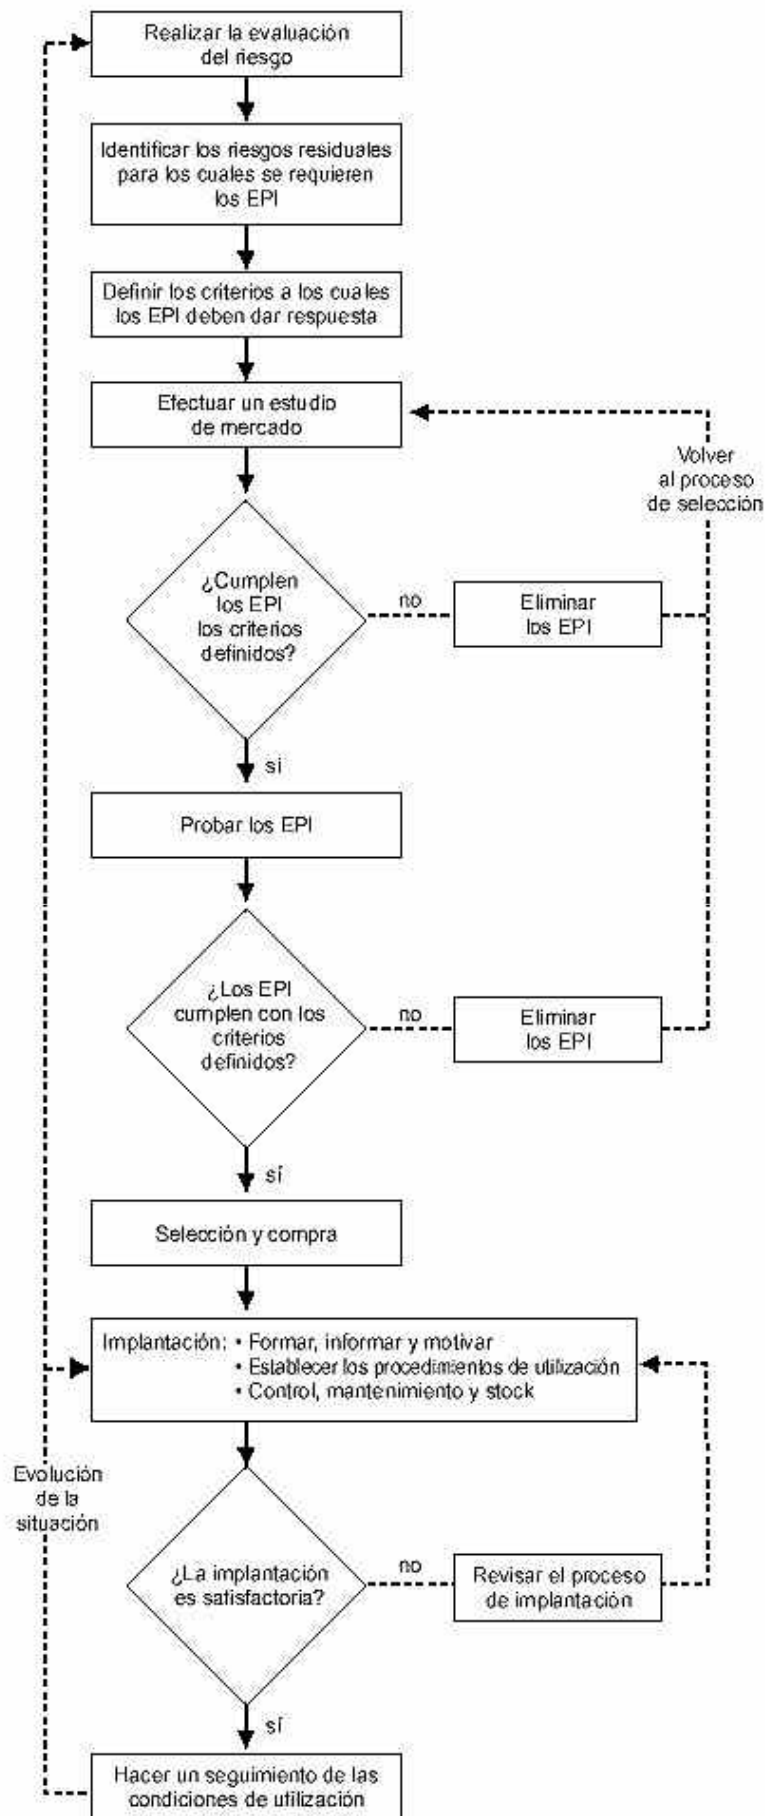 Realizar la evaluación
del riesgo
Identificar los riesgos residuales
para los cuales se requieren
los EPI
Definir los criterios a los cuales
los EPI deben dar respuesta
Efectuar un estudio
de mercado
Volver
al proceso
de selección
¿Cumplen
los EPI
los criterios
definidos?
no
Eliminar
los EPI
sí
Probar los EPI
¿Los EPI
cumplen con los
criterios
definidos?
no
Eliminar
los EPI
sí
Selección y compra
Implantación: • Formar, informar y motivar
• Establecer los procedimientos de utilización
• Control, mantenimiento y stock
Evolución
de la
situación
¿La implantación
es satisfactoria?
no
Revisar el proceso
de implantación
sí
Hacer un seguimiento de las
condiciones de utilización